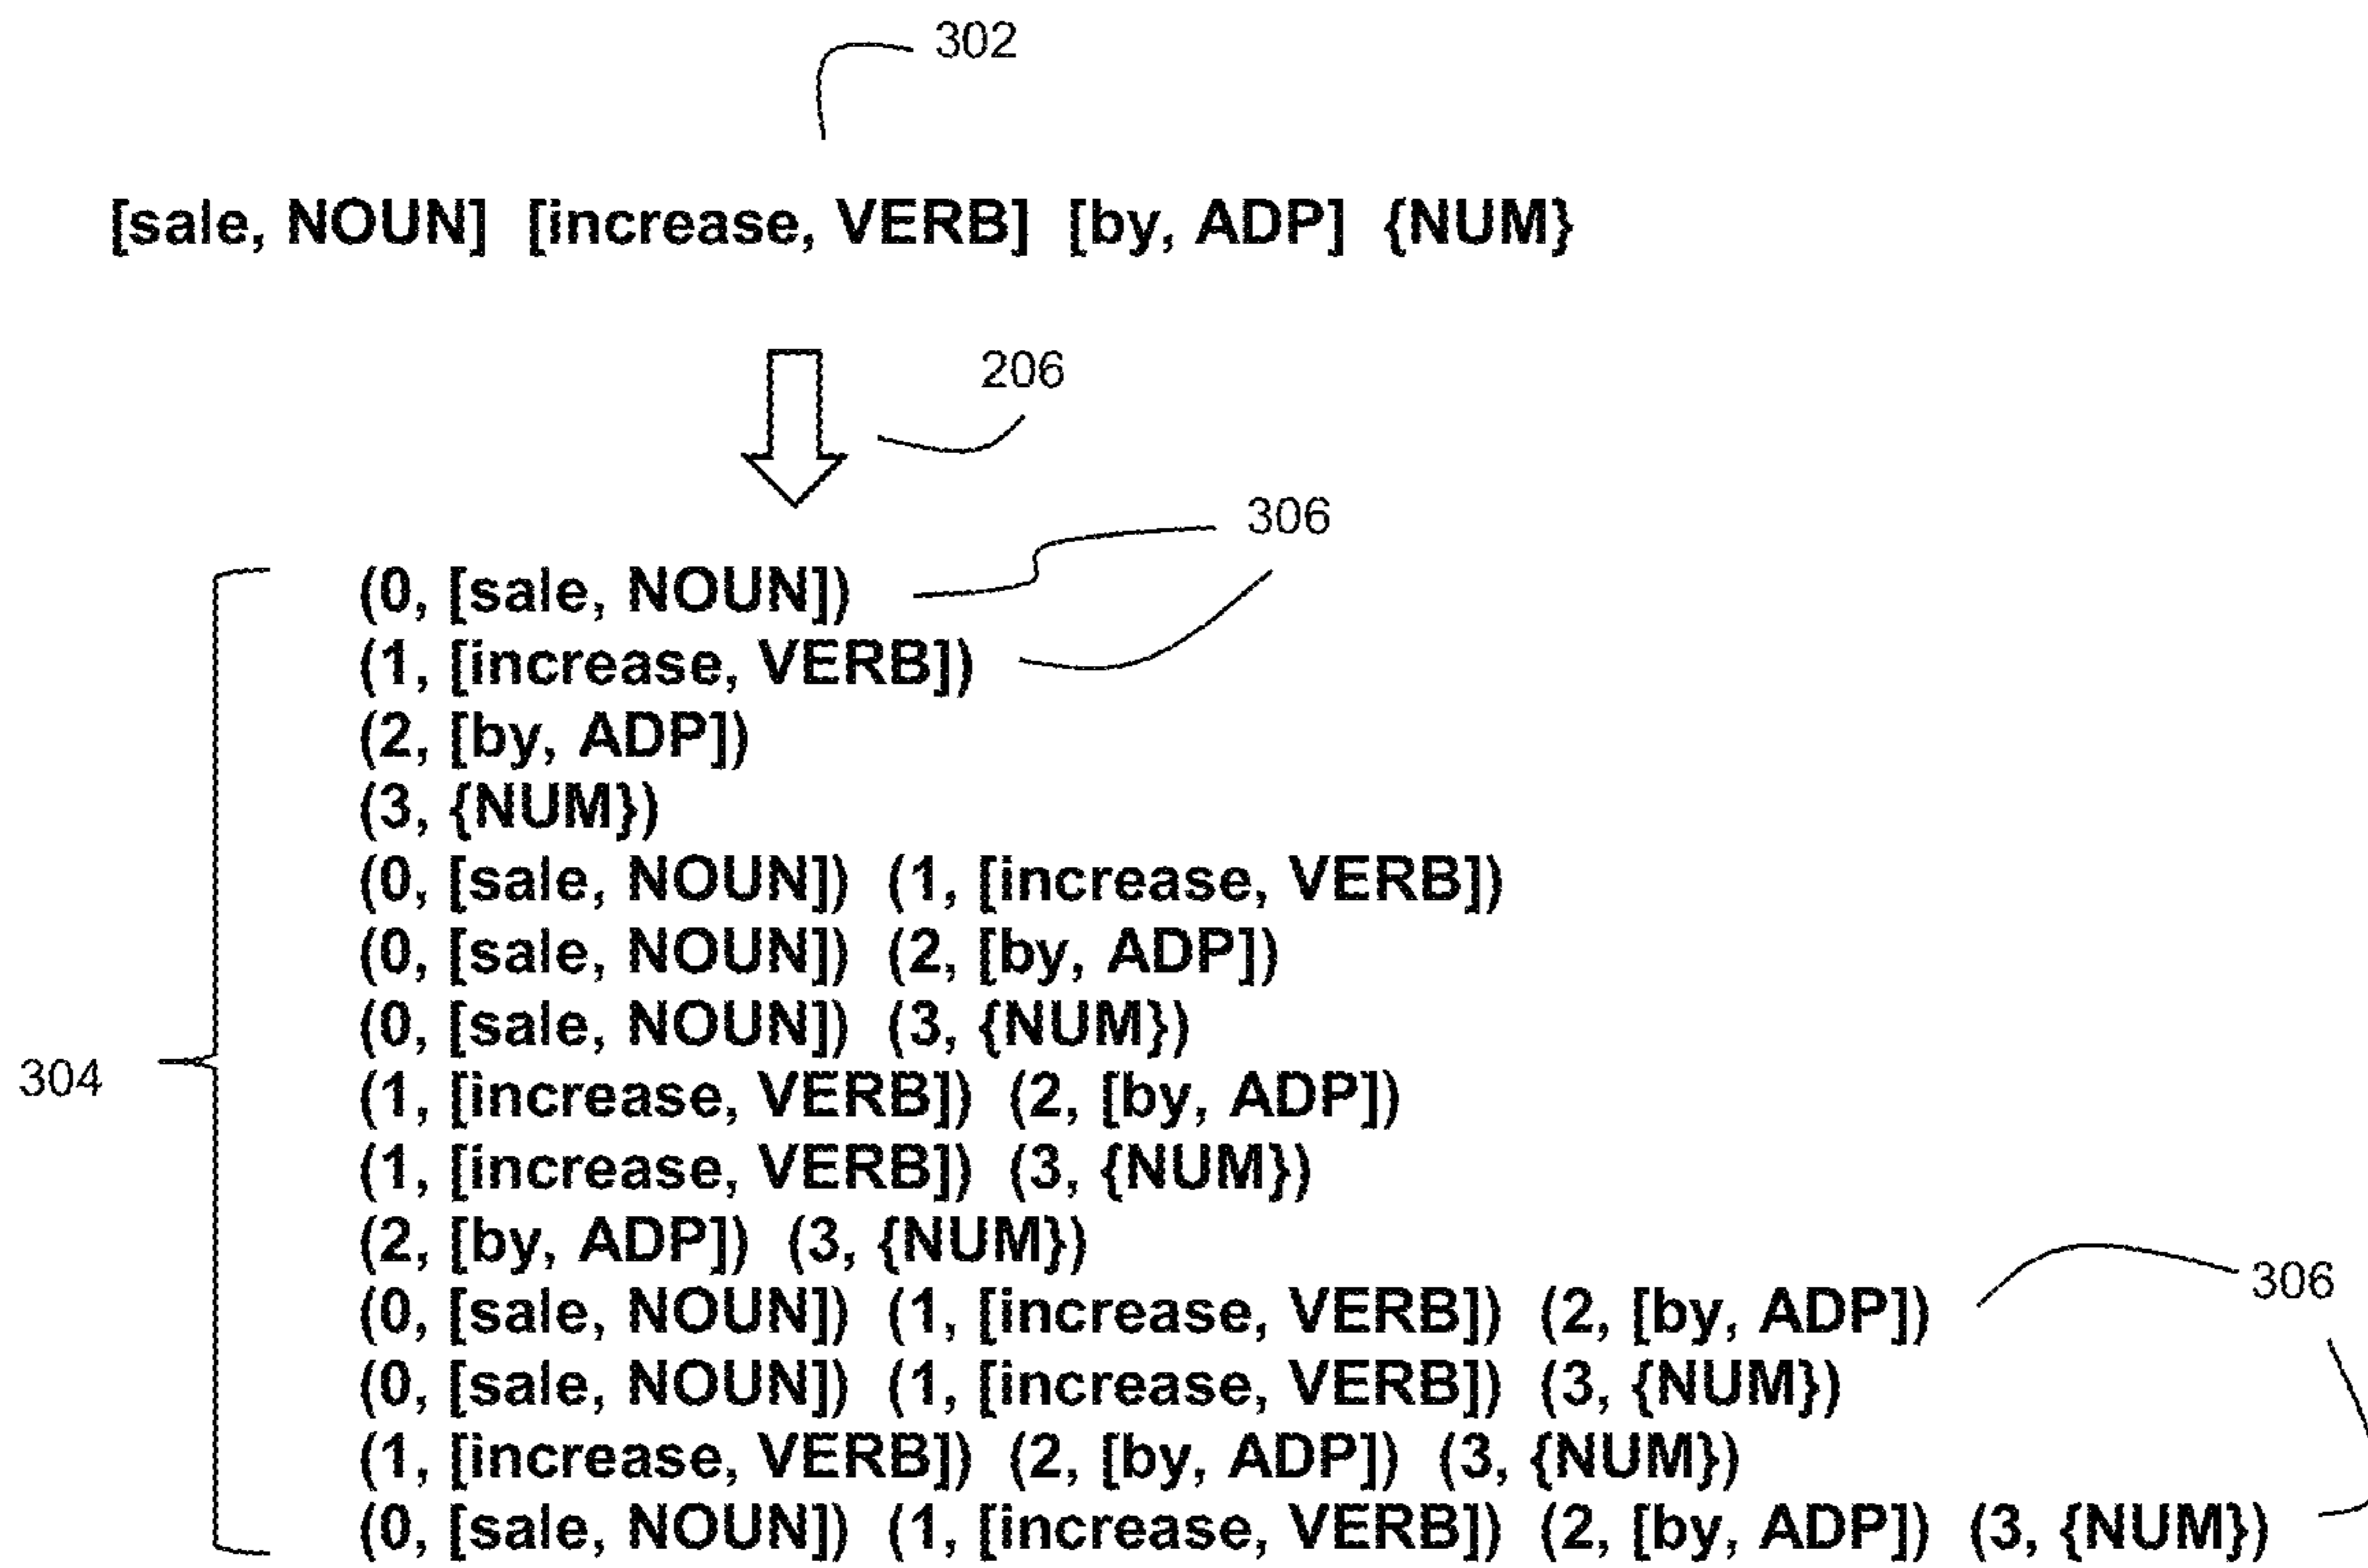 302
[sale, NOUN] [increase, VERB] [by, ADP] {NUM}
206
306
(0, [sale, NOUN])
(1, [increase, VERB])
(2, [by, ADP])
(3, {NUM})
(0, [sale, NOUN]) (1, [increase, VERB])
(0, [sale, NOUN]) (2, [by, ADP])
(0, [sale, NOUN]) (3, {NUM})
304
(1, [increase, VERB]) (2, [by, ADP])
(1, [increase, VERB]) (3, {NUM})
(2, [by, ADP]) (3, {NUM})
306
(0, [sale, NOUN]) (1, [increase, VERB]) (2, [by, ADP])
(0, [sale, NOUN]) (1, [increase, VERB]) (3, {NUM})
(1, [increase, VERB]) (2, [by, ADP]) (3, {NUM})
(0, [sale, NOUN]) (1, [increase, VERB]) (2, [by, ADP]) (3, {NUM})